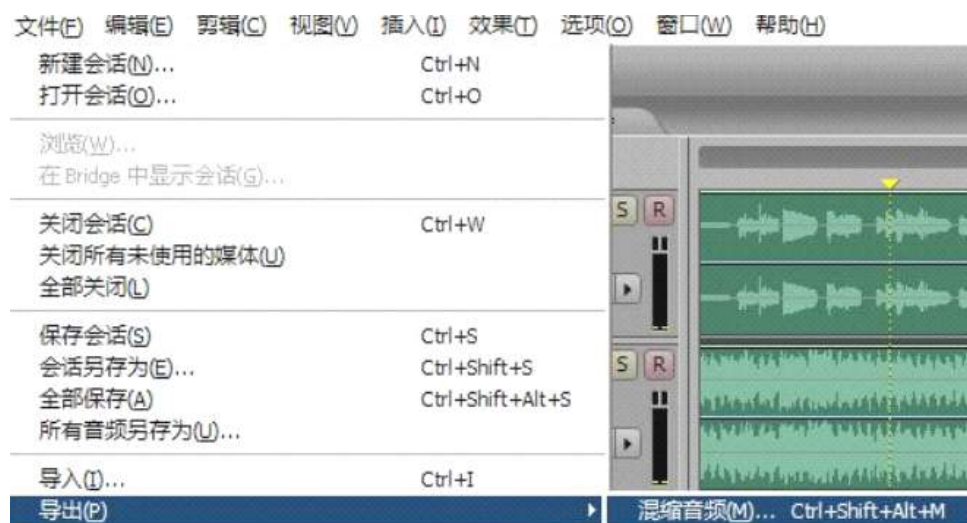 文件(F) 编辑(E) 剪辑(C) 视图(V) 插入(I) 效果(T) 选项(O) 窗口(W) 帮助(H)
新建会话(N)... Ctrl+N
打开会话(O)... Ctrl+O
浏览(W)...
在 Bridge 中显示会话(G)...
关闭会话(C) Ctrl+W
关闭所有未使用的媒体(U)
全部关闭(L)
S R
保存会话(S) Ctrl+S
会话另存为(E)... Ctrl+Shift+S
全部保存(A) Ctrl+Shift+Alt+S
所有音频另存为(U)...
S R
导入(I)... Ctrl+I
导出(P) 混缩音频(M)... Ctrl+Shift+Alt+M